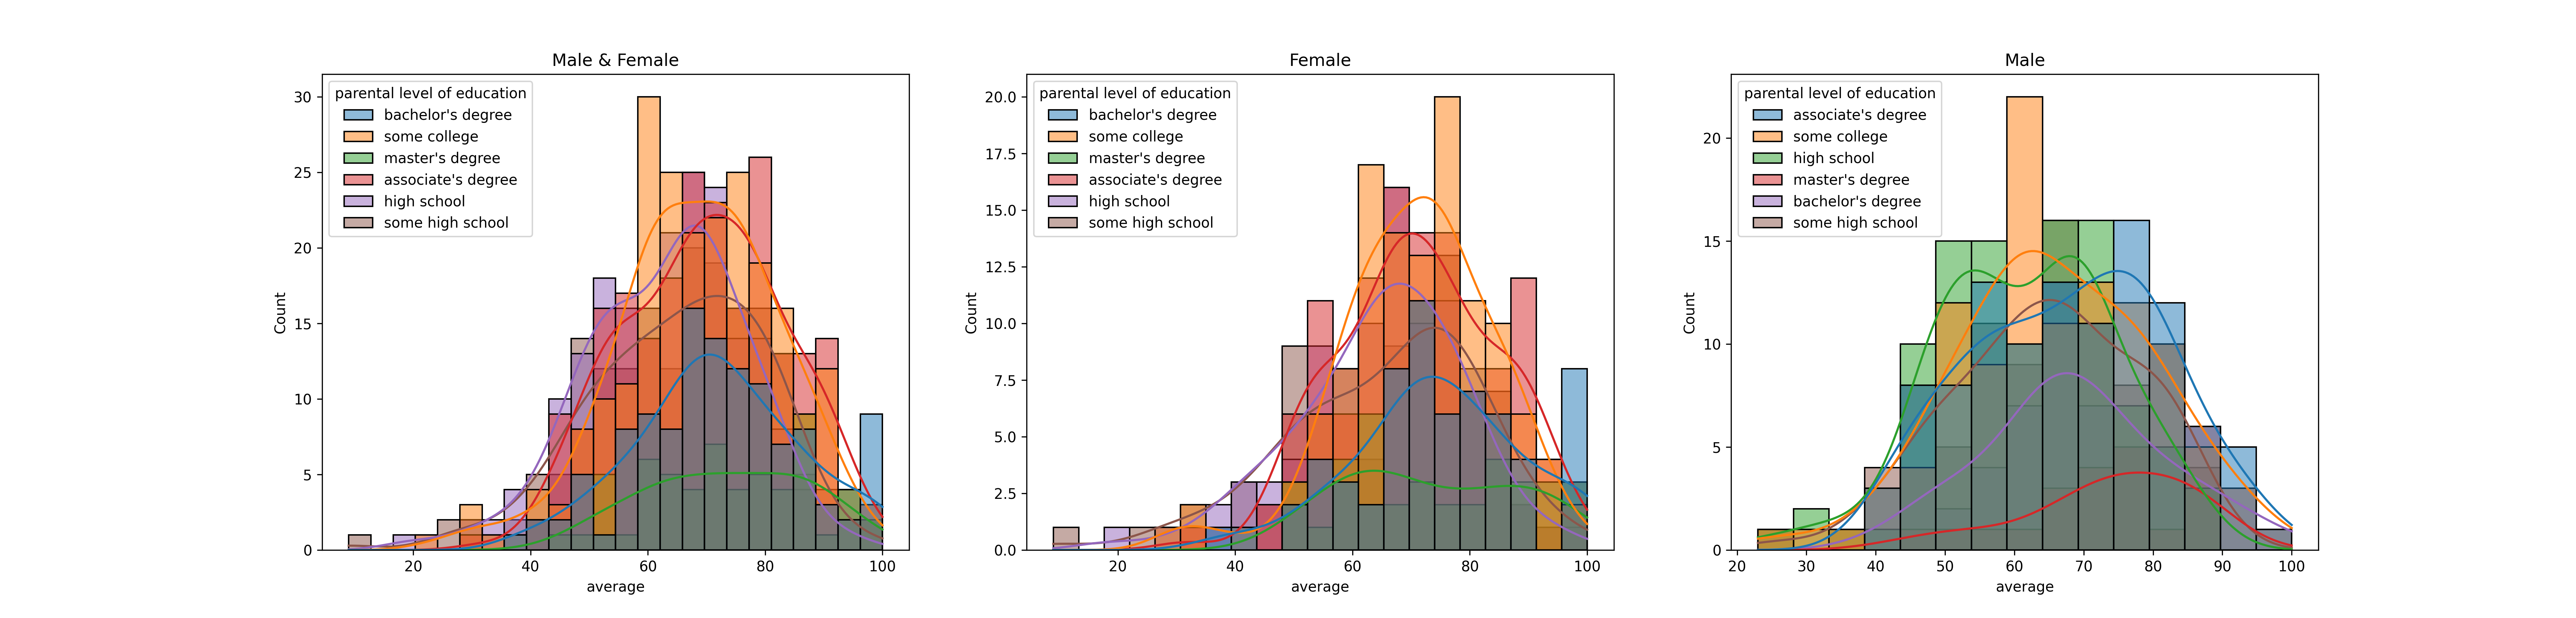 Male & Female
parental level of education
bachelor's degree
some college
master's degree
associate's degree
high school
some high school
30
25
20
15
10
5
0
Count
20
40
60
80
100
average
Female
parental level of education
bachelor's degree
some college
master's degree
associate's degree
high school
some high school
20.0
17.5
15.0
12.5
10.0
7.5
5.0
2.5
0.0
Count
20
40
60
80
100
average
Male
parental level of education
associate's degree
some college
high school
master's degree
bachelor's degree
some high school
20
15
10
5
0
Count
20
30
40
50
60
70
80
90
100
average